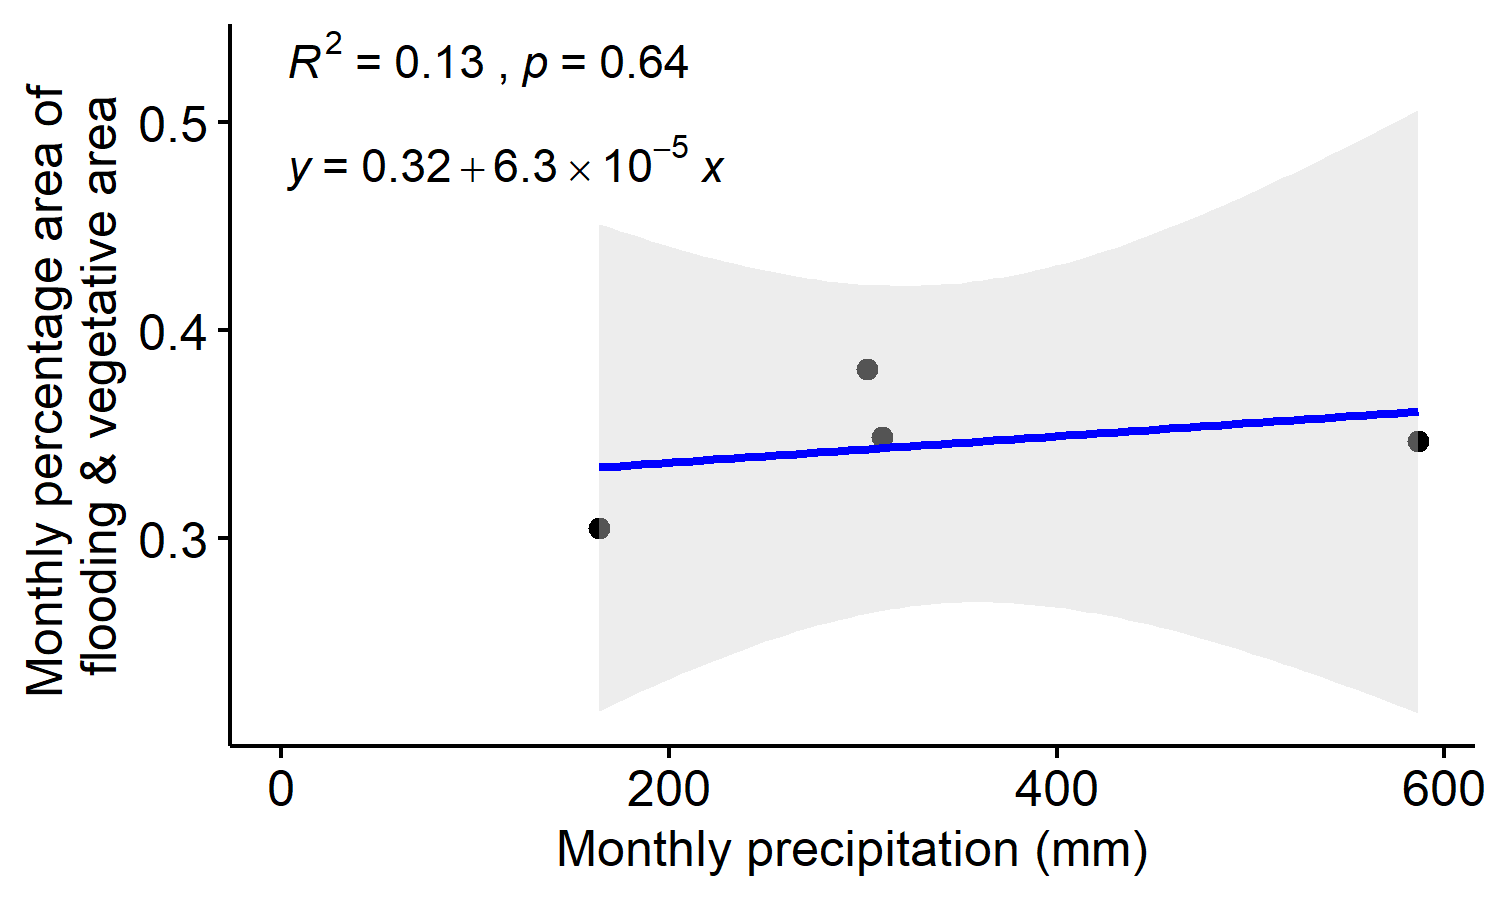 R² = 0.13 , p = 0.64
y = 0.32 + 6.3 × 10⁻⁵ x
Monthly percentage area of
flooding & vegetative area
0.5
0.4
0.3
0
200
400
600
Monthly precipitation (mm)